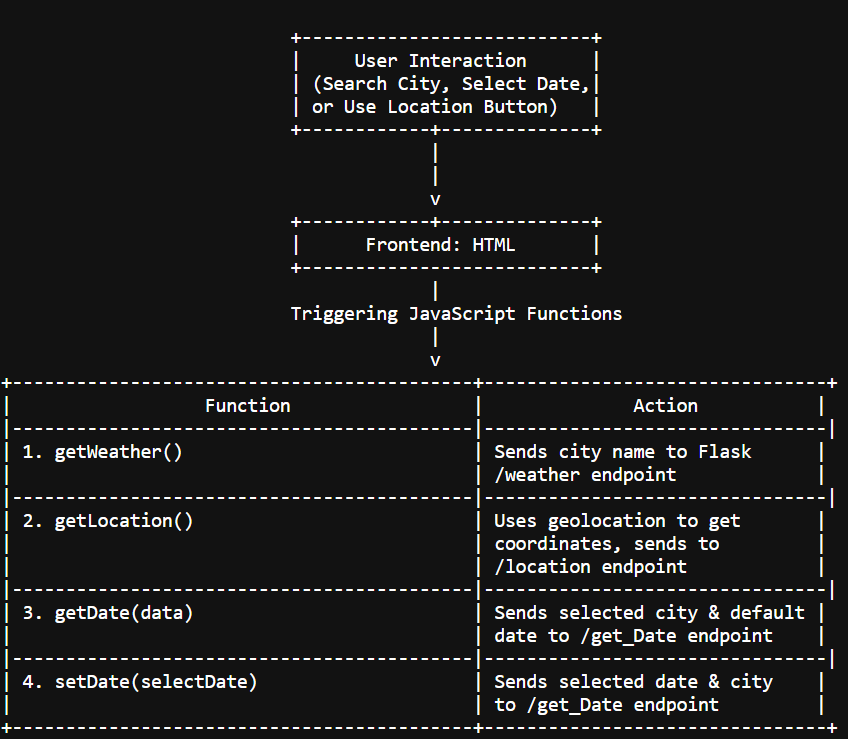 User Interaction
(Search City, Select Date,
or Use Location Button)
v
Frontend: HTML
Triggering JavaScript Functions
v
Function Action
1. getWeather() Sends city name to Flask
/weather endpoint
2. getLocation() Uses geolocation to get
coordinates, sends to
/location endpoint
3. getDate(data) Sends selected city & default
date to /get_Date endpoint
4. setDate(selectDate) Sends selected date & city
to /get_Date endpoint